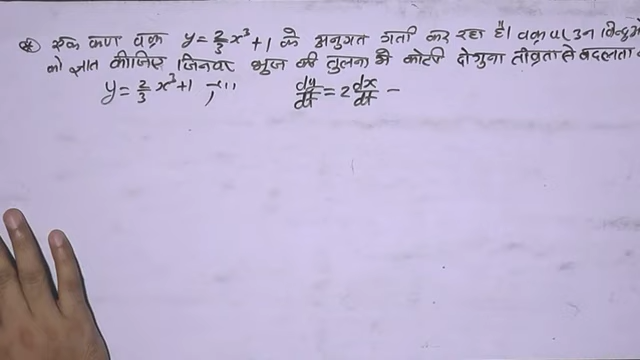 एक कण वक्र y = 2/3 x³ + 1 के अनुगत गती कर रहा है। वक्र पर उन बिन्दुओ
को ज्ञात कीजिए जिनपर भुज की तुलना मे कोटी दोगुना तीव्रता से बदलता
y = 2/3 x³ + 1 dy/dt = 2 dx/dt –